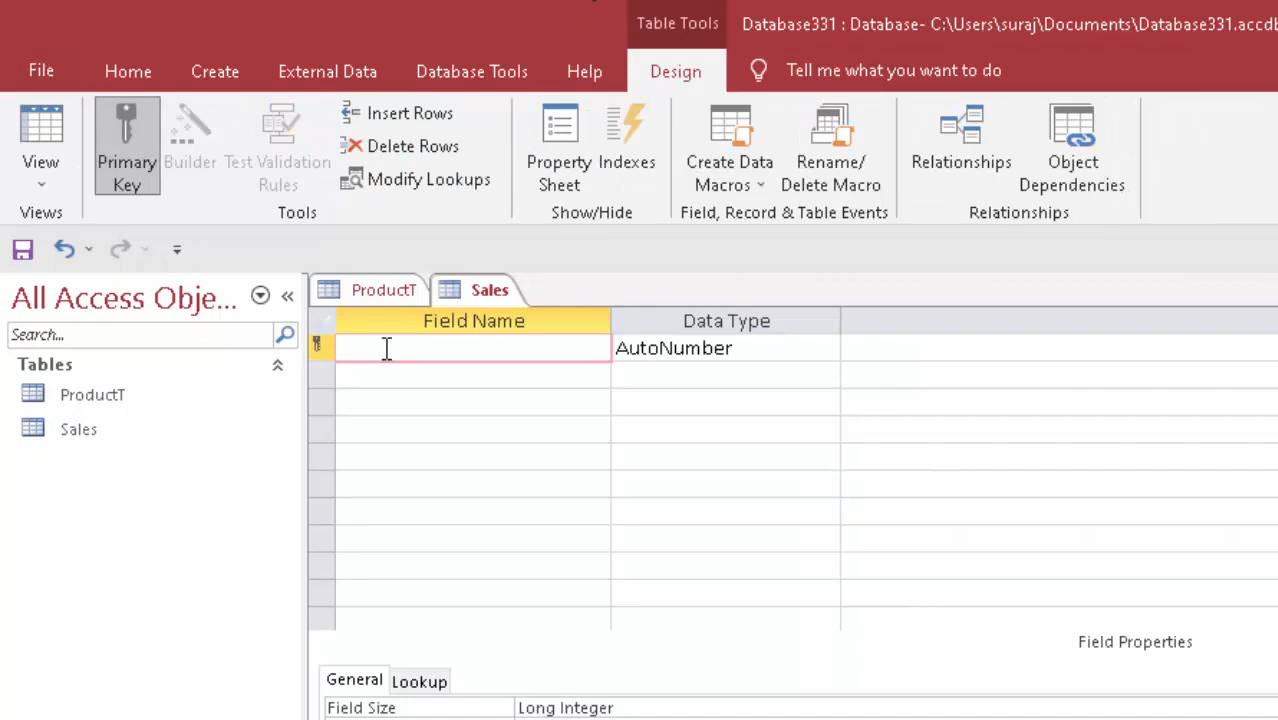 Table Tools
Database331 : Database- C:\Users\suraj\Documents\Database331.accdb
File Home Create External Data Database Tools Help Design Tell me what you want to do
View
Primary Key
Builder
Test Validation Rules
Insert Rows
Delete Rows
Modify Lookups
Property Sheet
Indexes
Create Data Macros
Rename/ Delete Macro
Relationships
Object Dependencies
Views
Tools
Show/Hide
Field, Record & Table Events
Relationships
All Access Obje...
Search...
Tables
ProductT
Sales
ProductT
Sales
Field Name Data Type
AutoNumber
Field Properties
General Lookup
Field Size Long Integer